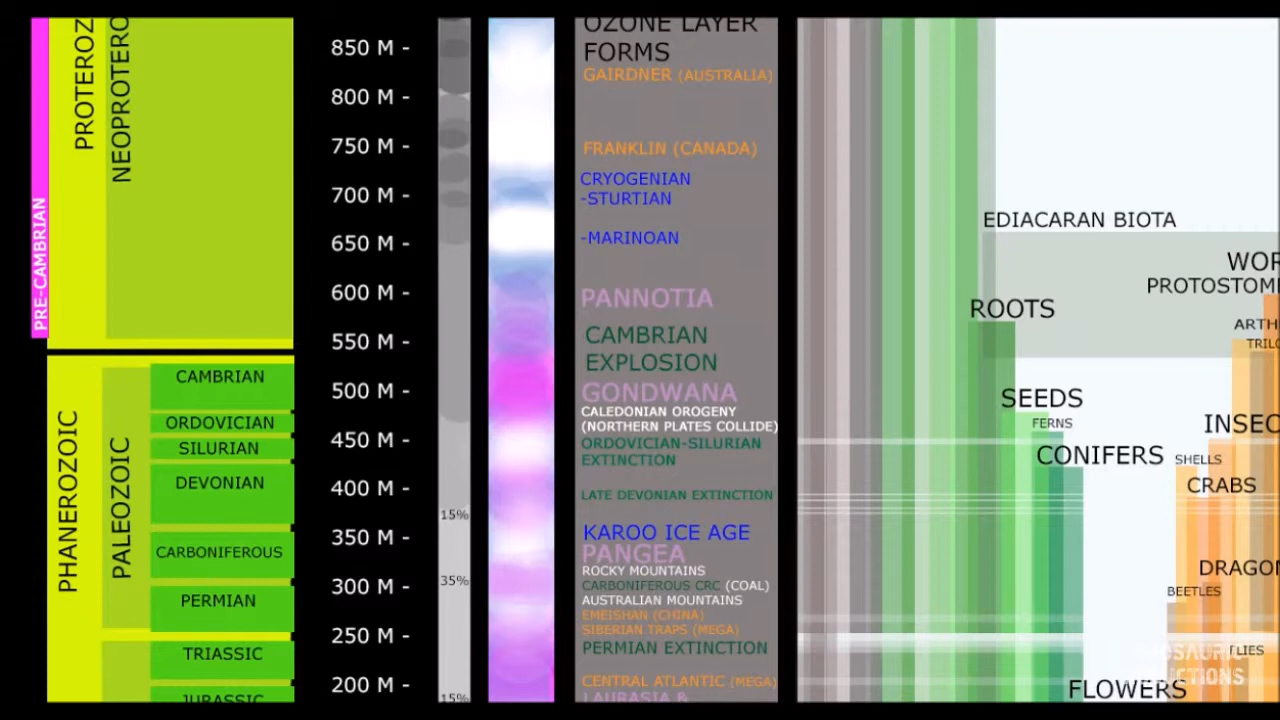 PROTEROZ
NEOPROTERO
PRE-CAMBRIAN
PHANEROZOIC
PALEOZOIC
CAMBRIAN
ORDOVICIAN
SILURIAN
DEVONIAN
CARBONIFEROUS
PERMIAN
TRIASSIC
JURASSIC
850 M -
800 M -
750 M -
700 M -
650 M -
600 M -
550 M -
500 M -
450 M -
400 M -
350 M -
300 M -
250 M -
200 M -
15%
35%
15%
OZONE LAYER
FORMS
GAIRDNER (AUSTRALIA)
FRANKLIN (CANADA)
CRYOGENIAN
-STURTIAN
-MARINOAN
PANNOTIA
CAMBRIAN
EXPLOSION
GONDWANA
CALEDONIAN OROGENY
(NORTHERN PLATES COLLIDE)
ORDOVICIAN-SILURIAN
EXTINCTION
LATE DEVONIAN EXTINCTION
KAROO ICE AGE
PANGEA
ROCKY MOUNTAINS
CARBONIFEROUS CRC (COAL)
AUSTRALIAN MOUNTAINS
EMEISHAN (CHINA)
SIBERIAN TRAPS (MEGA)
PERMIAN EXTINCTION
CENTRAL ATLANTIC (MEGA)
LAURASIA &
EDIACARAN BIOTA
WOR
PROTOSTOME
ROOTS
ARTH
TRILO
SEEDS
FERNS
INSEC
CONIFERS
SHELLS
CRABS
DRAGON
BEETLES
FLIES
FLOWERS